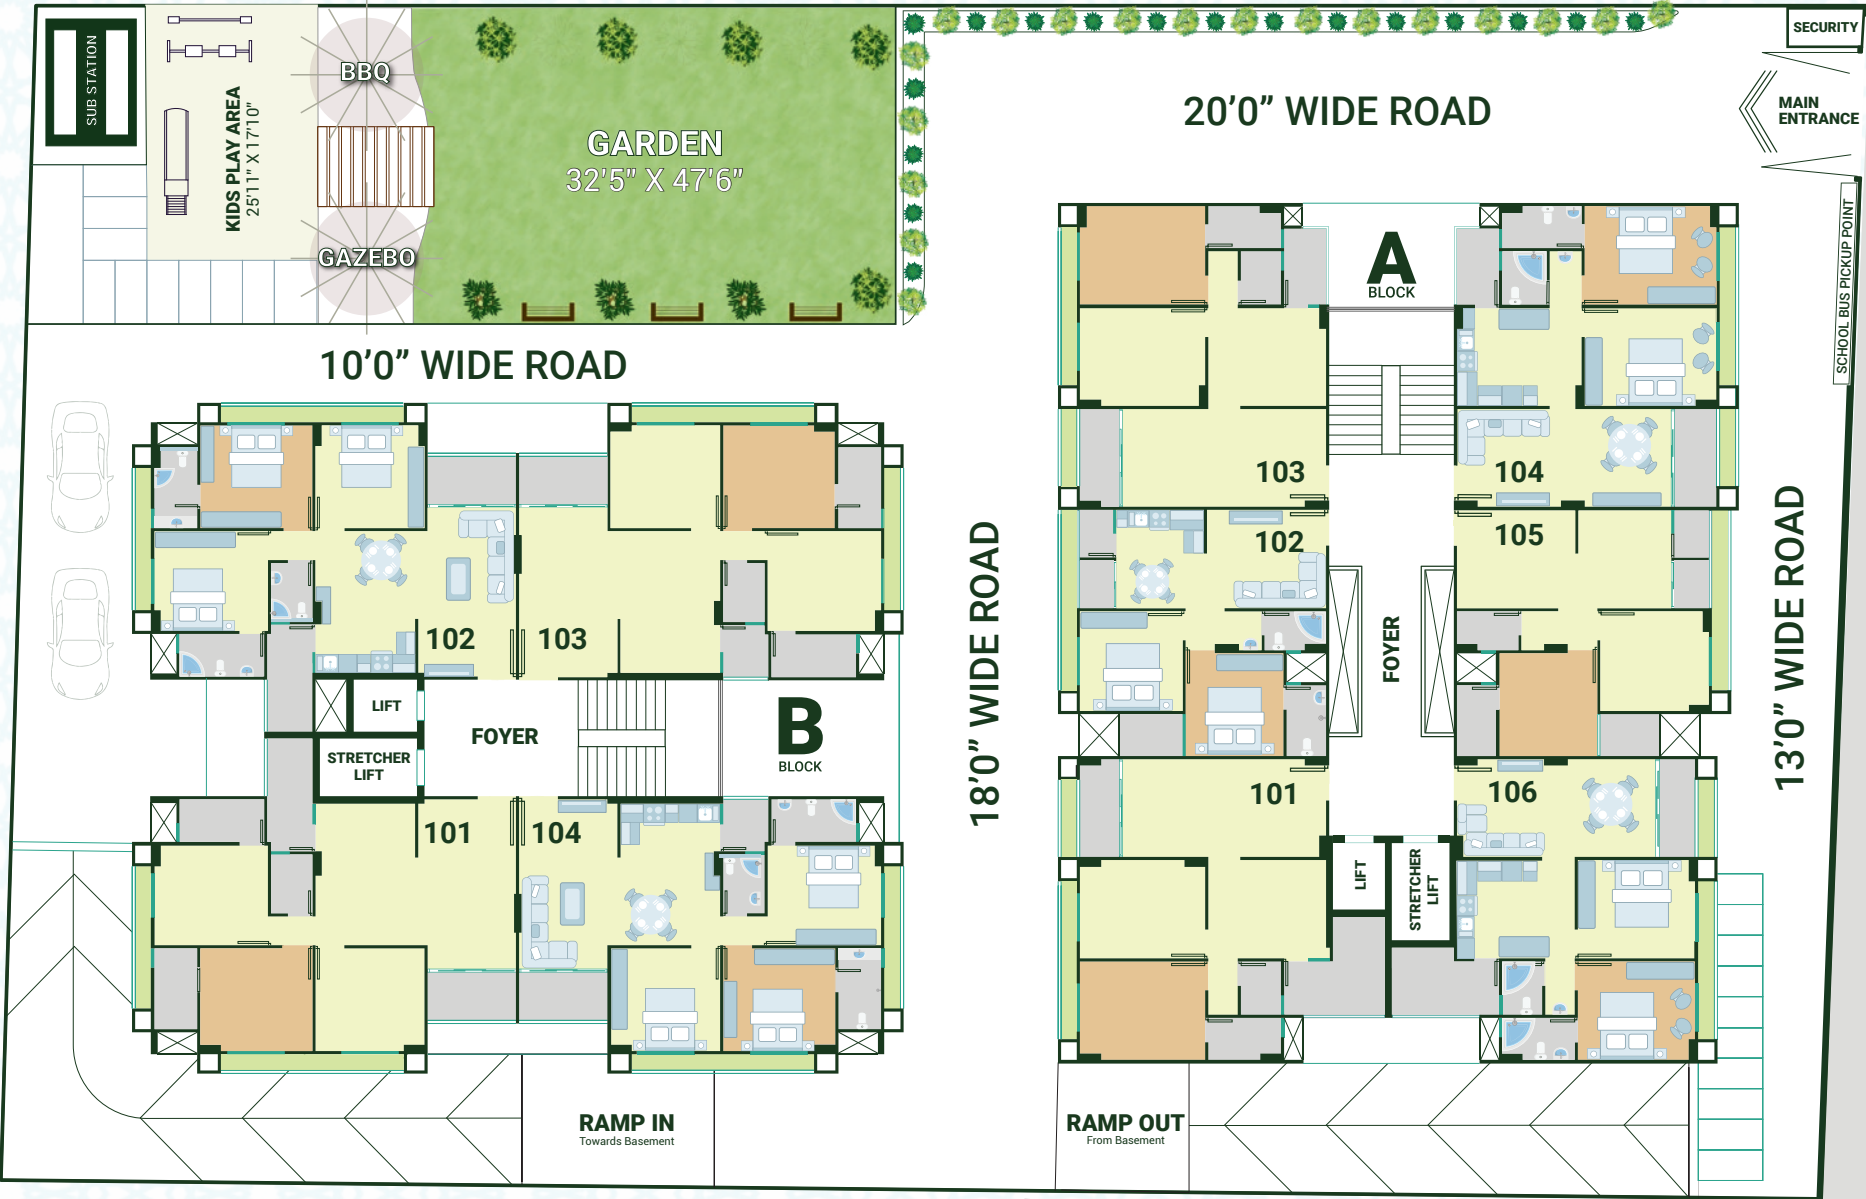 SUB STATION
KIDS PLAY AREA
25'11" X 17'10"
BBQ
GAZEBO
GARDEN
32'5" X 47'6"
20'0” WIDE ROAD
SECURITY
MAIN
ENTRANCE
SCHOOL BUS PICKUP POINT
10'0” WIDE ROAD
A
BLOCK
103
104
102
105
FOYER
101
106
LIFT
STRETCHER
LIFT
18'0” WIDE ROAD
13'0” WIDE ROAD
102
103
LIFT
STRETCHER
LIFT
FOYER
B
BLOCK
101
104
RAMP IN
Towards Basement
RAMP OUT
From Basement